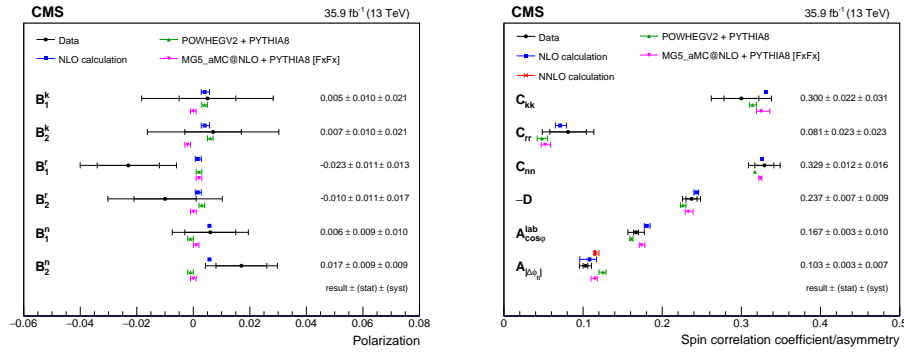 CMS 35.9 fb⁻¹ (13 TeV)
Data POWHEGV2 + PYTHIA8
NLO calculation MG5_aMC@NLO + PYTHIA8 [FxFx]
B₁ᵏ 0.005 ± 0.010 ± 0.021
B₂ᵏ 0.007 ± 0.010 ± 0.021
B₁ʳ -0.023 ± 0.011 ± 0.013
B₂ʳ -0.010 ± 0.011 ± 0.017
B₁ⁿ 0.006 ± 0.009 ± 0.010
B₂ⁿ 0.017 ± 0.009 ± 0.009
result ± (stat) ± (syst)
−0.06 −0.04 −0.02 0 0.02 0.04 0.06 0.08
Polarization
CMS 35.9 fb⁻¹ (13 TeV)
Data POWHEGV2 + PYTHIA8
NLO calculation MG5_aMC@NLO + PYTHIA8 [FxFx]
NNLO calculation
C_kk 0.300 ± 0.022 ± 0.031
C_rr 0.081 ± 0.023 ± 0.023
C_nn 0.329 ± 0.012 ± 0.016
−D 0.237 ± 0.007 ± 0.009
A^lab_cosφ 0.167 ± 0.003 ± 0.010
A_|Δϕ_ll| 0.103 ± 0.003 ± 0.007
result ± (stat) ± (syst)
0 0.1 0.2 0.3 0.4 0.5
Spin correlation coefficient/asymmetry